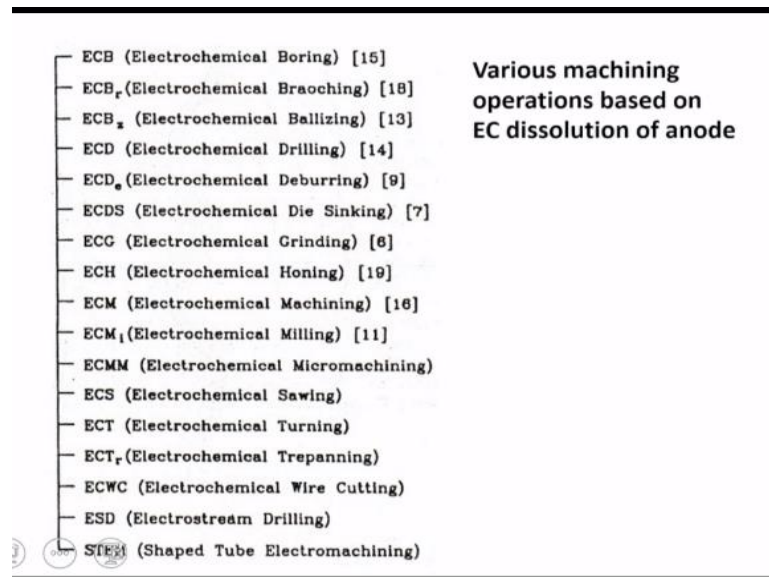 ECB (Electrochemical Boring) [15]
ECBr(Electrochemical Braoching) [18]
ECBz (Electrochemical Ballizing) [13]
ECD (Electrochemical Drilling) [14]
ECDe(Electrochemical Deburring) [9]
ECDS (Electrochemical Die Sinking) [7]
ECG (Electrochemical Grinding) [6]
ECH (Electrochemical Honing) [19]
ECM (Electrochemical Machining) [16]
ECMi(Electrochemical Milling) [11]
ECMM (Electrochemical Micromachining)
ECS (Electrochemical Sawing)
ECT (Electrochemical Turning)
ECTr(Electrochemical Trepanning)
ECWC (Electrochemical Wire Cutting)
ESD (Electrostream Drilling)
STEM (Shaped Tube Electromachining)
Various machining
operations based on
EC dissolution of anode